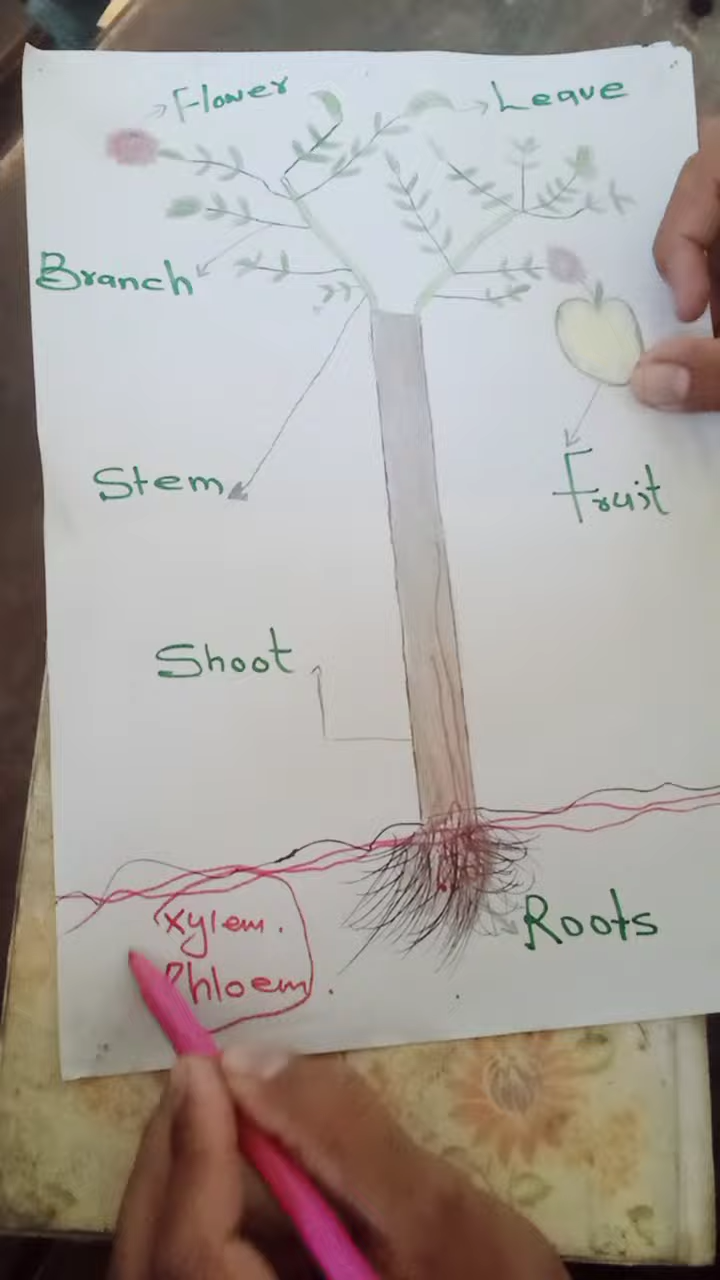 Flower
Leave
Branch
Stem
Fruit
Shoot
Roots
Xylem.
Phloem.